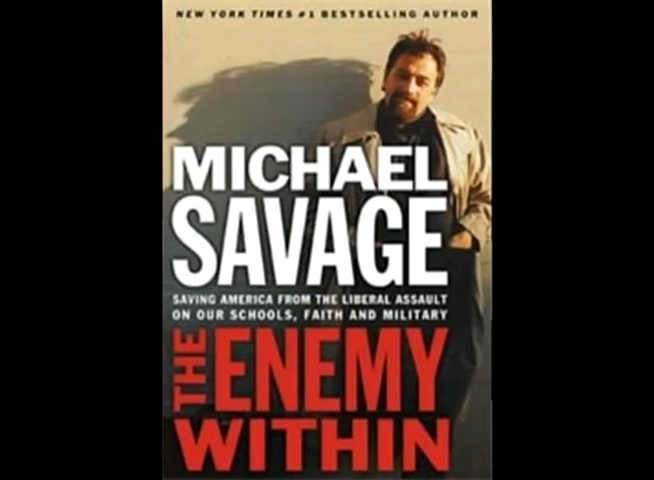 NEW YORK TIMES #1 BESTSELLING AUTHOR
MICHAEL
SAVAGE
SAVING AMERICA FROM THE LIBERAL ASSAULT
ON OUR SCHOOLS, FAITH AND MILITARY
THE ENEMY
WITHIN